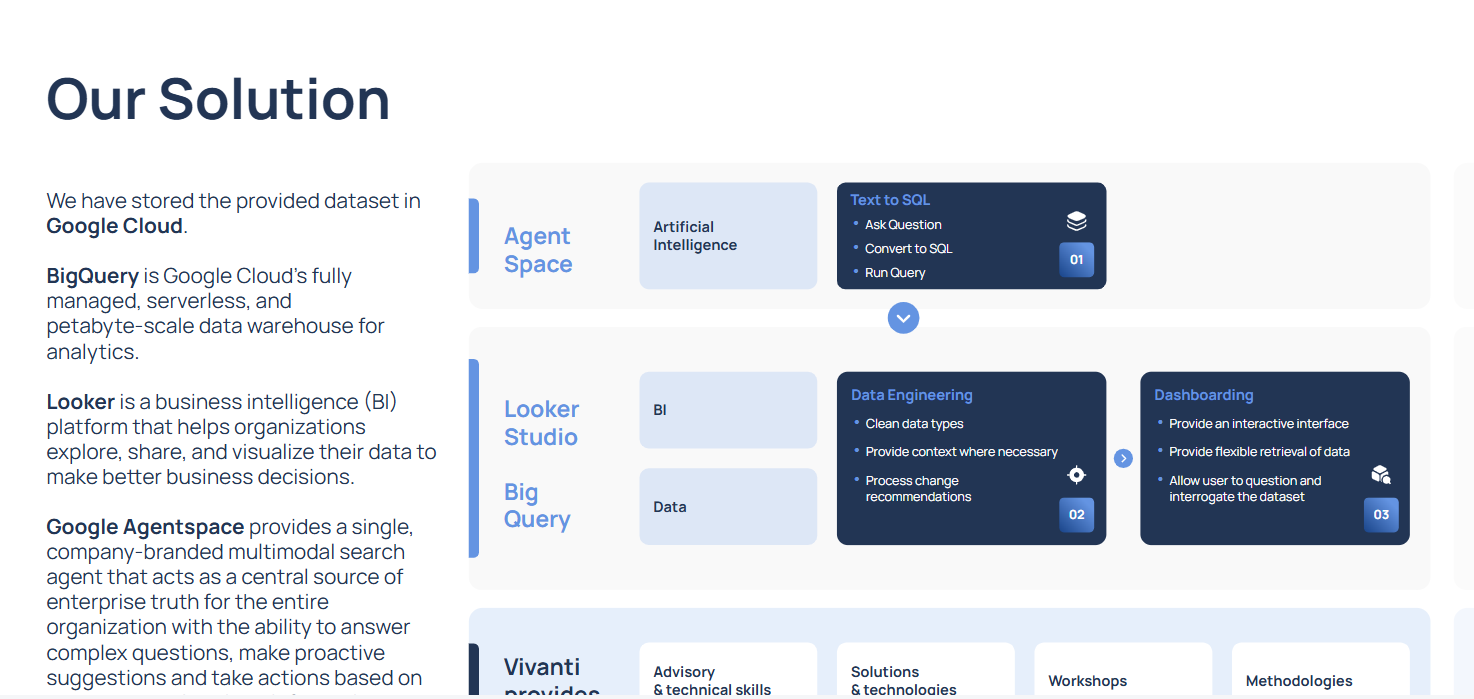 Our Solution
We have stored the provided dataset in
Google Cloud.
BigQuery is Google Cloud's fully
managed, serverless, and
petabyte-scale data warehouse for
analytics.
Looker is a business intelligence (BI)
platform that helps organizations
explore, share, and visualize their data to
make better business decisions.
Google Agentspace provides a single,
company-branded multimodal search
agent that acts as a central source of
enterprise truth for the entire
organization with the ability to answer
complex questions, make proactive
suggestions and take actions based on
Agent
Space
Artificial
Intelligence
Text to SQL
• Ask Question
• Convert to SQL
• Run Query
01
Looker
Studio
Big
Query
BI
Data
Data Engineering
• Clean data types
• Provide context where necessary
• Process change
recommendations
02
Dashboarding
• Provide an interactive interface
• Provide flexible retrieval of data
• Allow user to question and
interrogate the dataset
03
Vivanti
provides
Advisory
& technical skills
Solutions
& technologies
Workshops
Methodologies